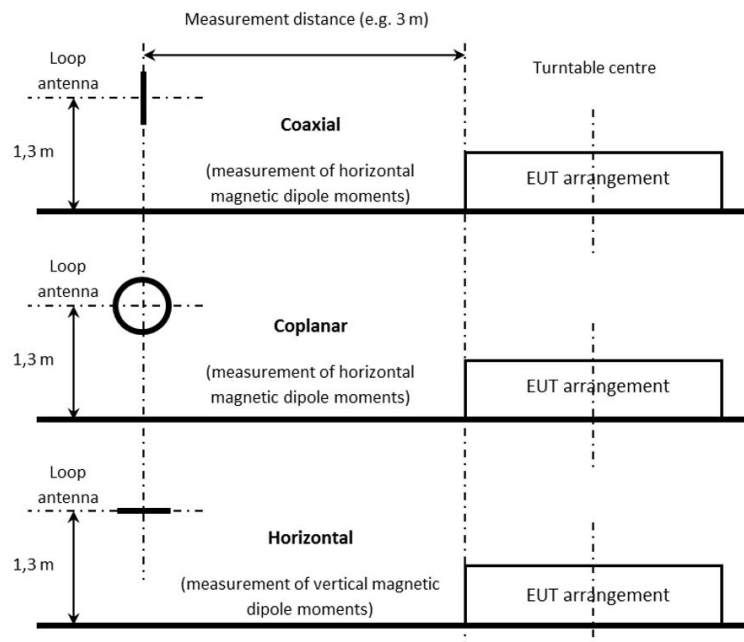 Measurement distance (e.g. 3 m)
Loop
antenna
Turntable centre
1,3 m
Coaxial
(measurement of horizontal
magnetic dipole moments)
EUT arrangement
Loop
antenna
1,3 m
Coplanar
(measurement of horizontal
magnetic dipole moments)
EUT arrangement
Loop
antenna
1,3 m
Horizontal
(measurement of vertical magnetic
dipole moments)
EUT arrangement